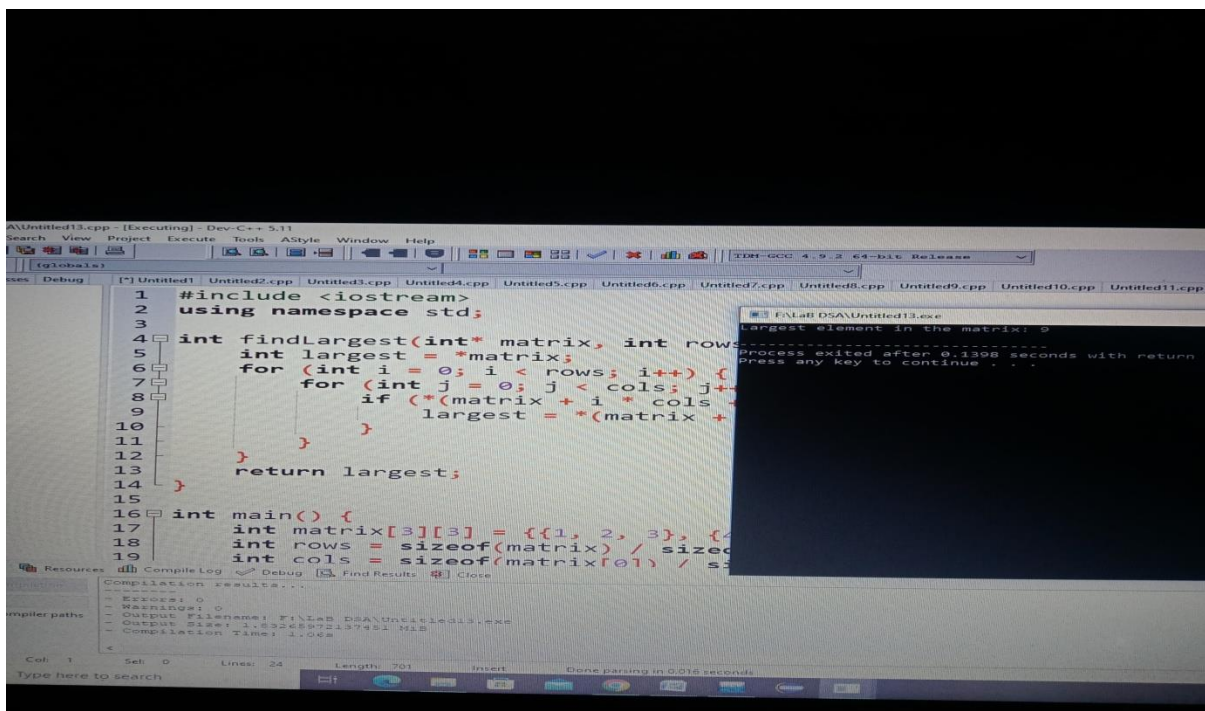 A\Untitled13.cpp - [Executing] - Dev-C++ 5.11
Search View Project Execute Tools AStyle Window Help
TDM-GCC 4.9.2 64-bit Release
(globals)
sses Debug [*] Untitled1 Untitled2.cpp Untitled3.cpp Untitled4.cpp Untitled5.cpp Untitled6.cpp Untitled7.cpp Untitled8.cpp Untitled9.cpp Untitled10.cpp Untitled11.cpp
1 #include <iostream>
2 using namespace std;
3
4 int findLargest(int* matrix, int rows
5 int largest = *matrix;
6 for (int i = 0; i < rows; i++) {
7 for (int j = 0; j < cols; j++
8 if (*(matrix + i * cols +
9 largest = *(matrix +
10 }
11 }
12 }
13 return largest;
14 }
15
16 int main() {
17 int matrix[3][3] = {{1, 2, 3}, {4
18 int rows = sizeof(matrix) / sizeo
19 int cols = sizeof(matrix[0]) / si
F:\LaB DSA\Untitled13.exe
Largest element in the matrix: 9
--------------------------------
Process exited after 0.1398 seconds with return
Press any key to continue . . .
Resources Compile Log Debug Find Results Close
mpiler paths
Compilation results...
--------
- Errors: 0
- Warnings: 0
- Output Filename: F:\LaB DSA\Untitled13.exe
- Output Size: 1.83268972137451 MiB
- Compilation Time: 1.06s
Col: 1 Sel: 0 Lines: 24 Length: 701 Insert Done parsing in 0.016 seconds
Type here to search